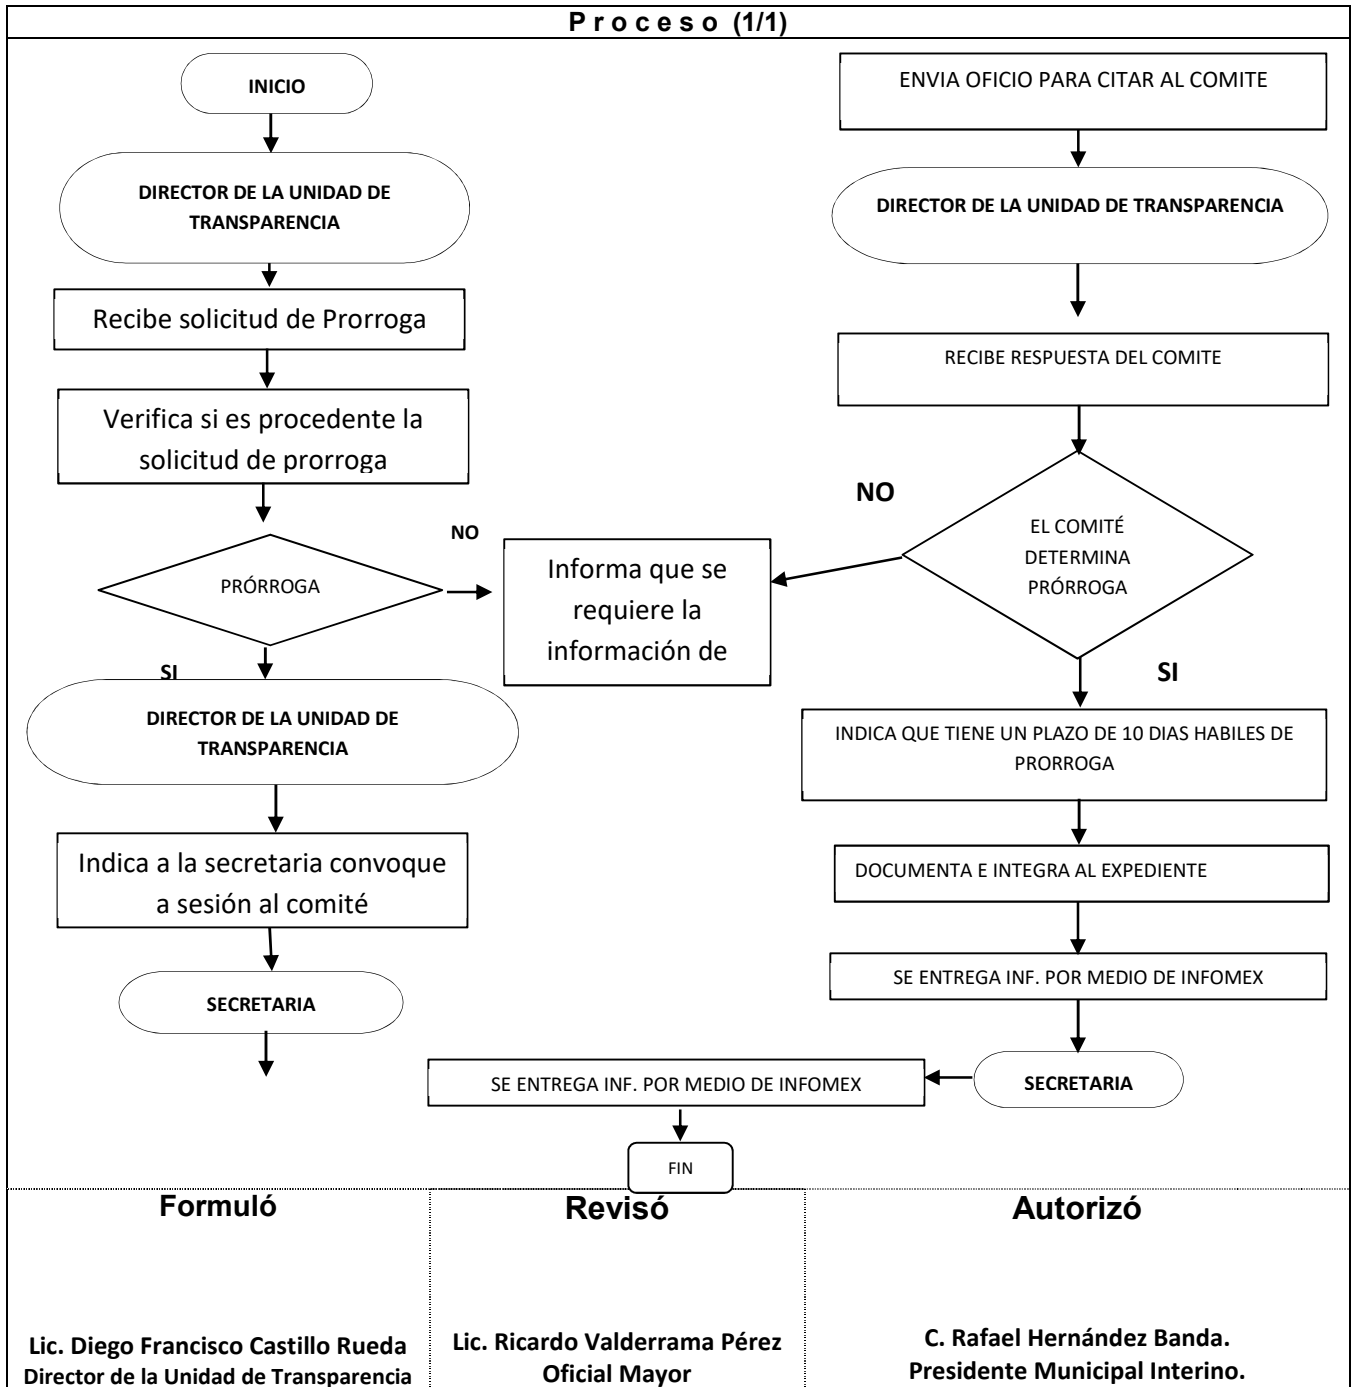 P r o c e s o (1/1)
INICIO
DIRECTOR DE LA UNIDAD DE
TRANSPARENCIA
Recibe solicitud de Prorroga
Verifica si es procedente la
solicitud de prorroga
PRÓRROGA
NO
SI
Informa que se
requiere la
información de
DIRECTOR DE LA UNIDAD DE
TRANSPARENCIA
Indica a la secretaria convoque
a sesión al comité
SECRETARIA
ENVIA OFICIO PARA CITAR AL COMITE
DIRECTOR DE LA UNIDAD DE TRANSPARENCIA
RECIBE RESPUESTA DEL COMITE
EL COMITÉ
DETERMINA
PRÓRROGA
NO
SI
INDICA QUE TIENE UN PLAZO DE 10 DIAS HABILES DE
PRORROGA
DOCUMENTA E INTEGRA AL EXPEDIENTE
SE ENTREGA INF. POR MEDIO DE INFOMEX
SECRETARIA
SE ENTREGA INF. POR MEDIO DE INFOMEX
FIN
Formuló
Lic. Diego Francisco Castillo Rueda
Director de la Unidad de Transparencia
Revisó
Lic. Ricardo Valderrama Pérez
Oficial Mayor
Autorizó
C. Rafael Hernández Banda.
Presidente Municipal Interino.